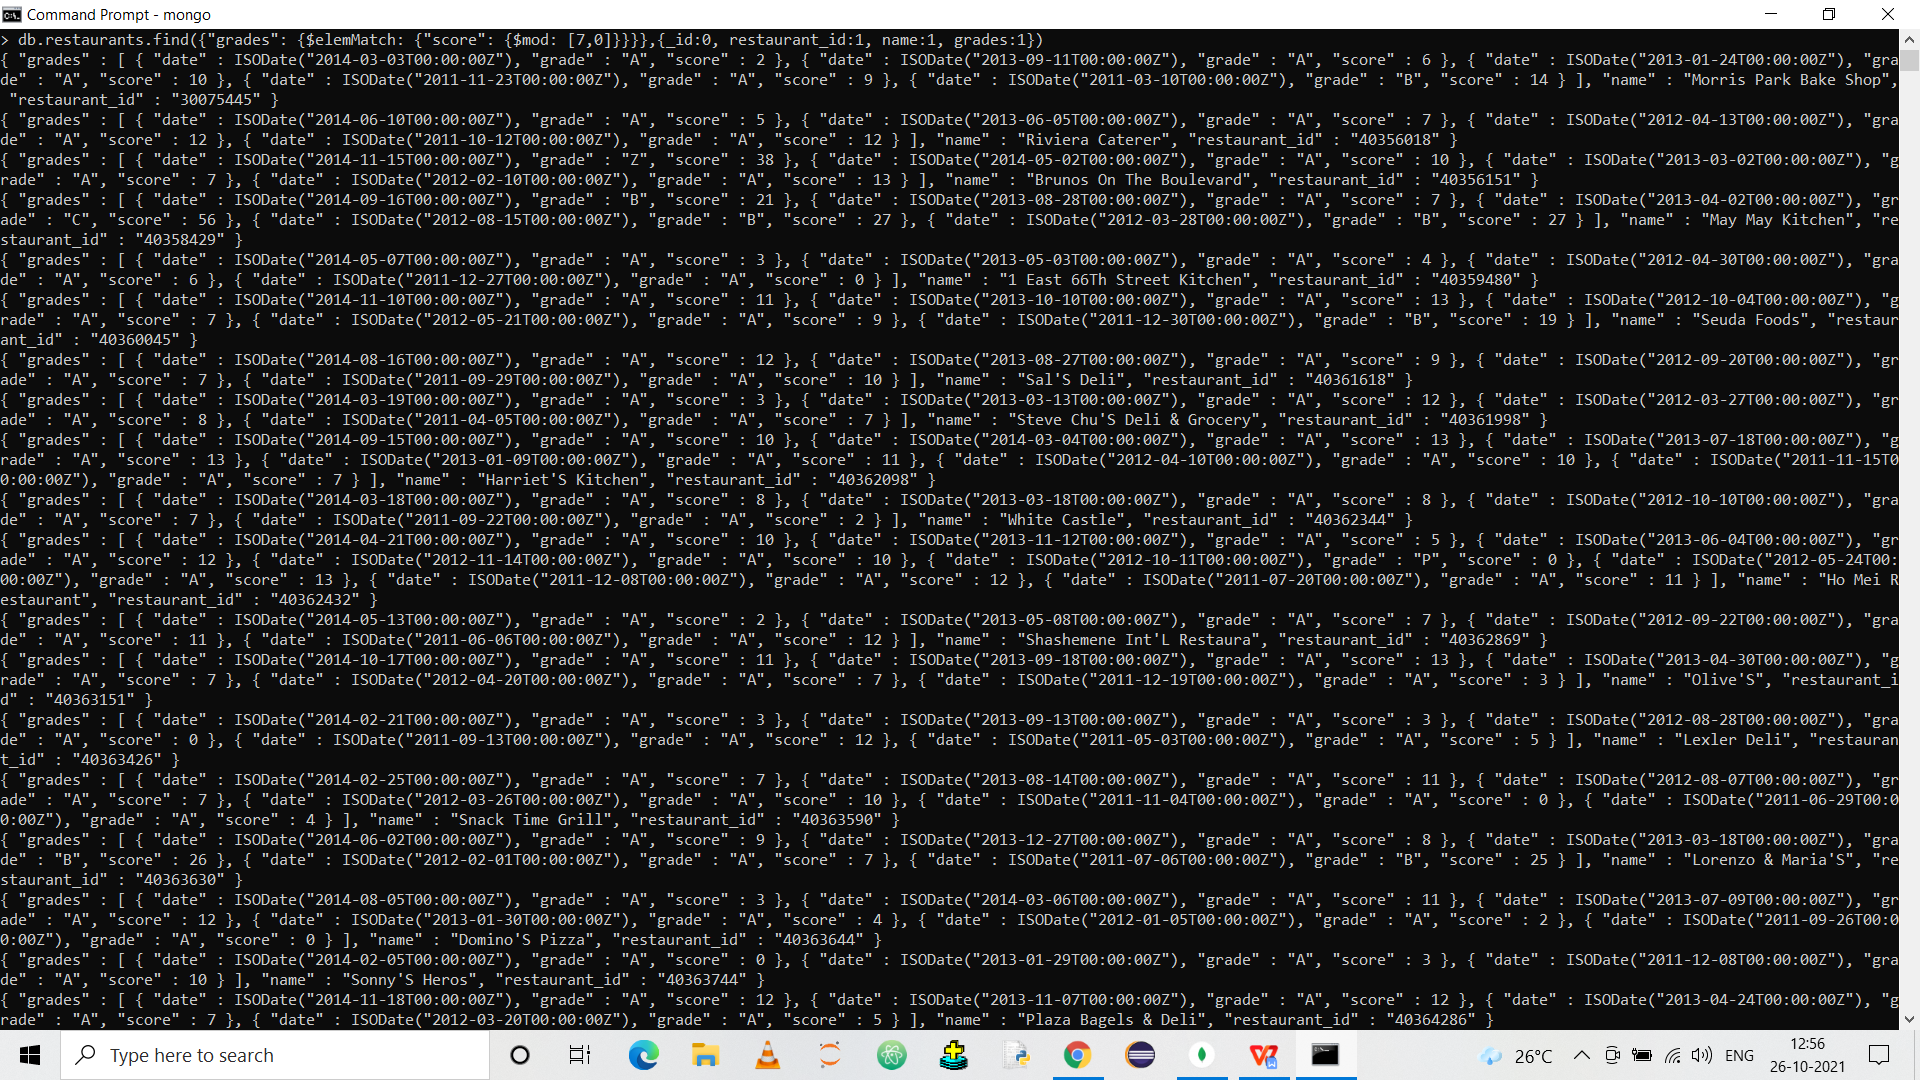 Command Prompt - mongo
> db.restaurants.find({"grades": {$elemMatch: {"score": {$mod: [7,0]}}}},{_id:0, restaurant_id:1, name:1, grades:1})
{ "grades" : [ { "date" : ISODate("2014-03-03T00:00:00Z"), "grade" : "A", "score" : 2 }, { "date" : ISODate("2013-09-11T00:00:00Z"), "grade" : "A", "score" : 6 }, { "date" : ISODate("2013-01-24T00:00:00Z"), "gra
de" : "A", "score" : 10 }, { "date" : ISODate("2011-11-23T00:00:00Z"), "grade" : "A", "score" : 9 }, { "date" : ISODate("2011-03-10T00:00:00Z"), "grade" : "B", "score" : 14 } ], "name" : "Morris Park Bake Shop",
 "restaurant_id" : "30075445" }
{ "grades" : [ { "date" : ISODate("2014-06-10T00:00:00Z"), "grade" : "A", "score" : 5 }, { "date" : ISODate("2013-06-05T00:00:00Z"), "grade" : "A", "score" : 7 }, { "date" : ISODate("2012-04-13T00:00:00Z"), "gra
de" : "A", "score" : 12 }, { "date" : ISODate("2011-10-12T00:00:00Z"), "grade" : "A", "score" : 12 } ], "name" : "Riviera Caterer", "restaurant_id" : "40356018" }
{ "grades" : [ { "date" : ISODate("2014-11-15T00:00:00Z"), "grade" : "Z", "score" : 38 }, { "date" : ISODate("2014-05-02T00:00:00Z"), "grade" : "A", "score" : 10 }, { "date" : ISODate("2013-03-02T00:00:00Z"), "g
rade" : "A", "score" : 7 }, { "date" : ISODate("2012-02-10T00:00:00Z"), "grade" : "A", "score" : 13 } ], "name" : "Brunos On The Boulevard", "restaurant_id" : "40356151" }
{ "grades" : [ { "date" : ISODate("2014-09-16T00:00:00Z"), "grade" : "B", "score" : 21 }, { "date" : ISODate("2013-08-28T00:00:00Z"), "grade" : "A", "score" : 7 }, { "date" : ISODate("2013-04-02T00:00:00Z"), "gr
ade" : "C", "score" : 56 }, { "date" : ISODate("2012-08-15T00:00:00Z"), "grade" : "B", "score" : 27 }, { "date" : ISODate("2012-03-28T00:00:00Z"), "grade" : "B", "score" : 27 } ], "name" : "May May Kitchen", "re
staurant_id" : "40358429" }
{ "grades" : [ { "date" : ISODate("2014-05-07T00:00:00Z"), "grade" : "A", "score" : 3 }, { "date" : ISODate("2013-05-03T00:00:00Z"), "grade" : "A", "score" : 4 }, { "date" : ISODate("2012-04-30T00:00:00Z"), "gra
de" : "A", "score" : 6 }, { "date" : ISODate("2011-12-27T00:00:00Z"), "grade" : "A", "score" : 0 } ], "name" : "1 East 66Th Street Kitchen", "restaurant_id" : "40359480" }
{ "grades" : [ { "date" : ISODate("2014-11-10T00:00:00Z"), "grade" : "A", "score" : 11 }, { "date" : ISODate("2013-10-10T00:00:00Z"), "grade" : "A", "score" : 13 }, { "date" : ISODate("2012-10-04T00:00:00Z"), "g
rade" : "A", "score" : 7 }, { "date" : ISODate("2012-05-21T00:00:00Z"), "grade" : "A", "score" : 9 }, { "date" : ISODate("2011-12-30T00:00:00Z"), "grade" : "B", "score" : 19 } ], "name" : "Seuda Foods", "restaur
ant_id" : "40360045" }
{ "grades" : [ { "date" : ISODate("2014-08-16T00:00:00Z"), "grade" : "A", "score" : 12 }, { "date" : ISODate("2013-08-27T00:00:00Z"), "grade" : "A", "score" : 9 }, { "date" : ISODate("2012-09-20T00:00:00Z"), "gr
ade" : "A", "score" : 7 }, { "date" : ISODate("2011-09-29T00:00:00Z"), "grade" : "A", "score" : 10 } ], "name" : "Sal'S Deli", "restaurant_id" : "40361618" }
{ "grades" : [ { "date" : ISODate("2014-03-19T00:00:00Z"), "grade" : "A", "score" : 3 }, { "date" : ISODate("2013-03-13T00:00:00Z"), "grade" : "A", "score" : 12 }, { "date" : ISODate("2012-03-27T00:00:00Z"), "gr
ade" : "A", "score" : 8 }, { "date" : ISODate("2011-04-05T00:00:00Z"), "grade" : "A", "score" : 7 } ], "name" : "Steve Chu'S Deli & Grocery", "restaurant_id" : "40361998" }
{ "grades" : [ { "date" : ISODate("2014-09-15T00:00:00Z"), "grade" : "A", "score" : 10 }, { "date" : ISODate("2014-03-04T00:00:00Z"), "grade" : "A", "score" : 13 }, { "date" : ISODate("2013-07-18T00:00:00Z"), "g
rade" : "A", "score" : 13 }, { "date" : ISODate("2013-01-09T00:00:00Z"), "grade" : "A", "score" : 11 }, { "date" : ISODate("2012-04-10T00:00:00Z"), "grade" : "A", "score" : 10 }, { "date" : ISODate("2011-11-15T0
0:00:00Z"), "grade" : "A", "score" : 7 } ], "name" : "Harriet'S Kitchen", "restaurant_id" : "40362098" }
{ "grades" : [ { "date" : ISODate("2014-03-18T00:00:00Z"), "grade" : "A", "score" : 8 }, { "date" : ISODate("2013-03-18T00:00:00Z"), "grade" : "A", "score" : 8 }, { "date" : ISODate("2012-10-10T00:00:00Z"), "gra
de" : "A", "score" : 7 }, { "date" : ISODate("2011-09-22T00:00:00Z"), "grade" : "A", "score" : 2 } ], "name" : "White Castle", "restaurant_id" : "40362344" }
{ "grades" : [ { "date" : ISODate("2014-04-21T00:00:00Z"), "grade" : "A", "score" : 10 }, { "date" : ISODate("2013-11-12T00:00:00Z"), "grade" : "A", "score" : 5 }, { "date" : ISODate("2013-06-04T00:00:00Z"), "gr
ade" : "A", "score" : 12 }, { "date" : ISODate("2012-11-14T00:00:00Z"), "grade" : "A", "score" : 10 }, { "date" : ISODate("2012-10-11T00:00:00Z"), "grade" : "P", "score" : 0 }, { "date" : ISODate("2012-05-24T00:
00:00Z"), "grade" : "A", "score" : 13 }, { "date" : ISODate("2011-12-08T00:00:00Z"), "grade" : "A", "score" : 12 }, { "date" : ISODate("2011-07-20T00:00:00Z"), "grade" : "A", "score" : 11 } ], "name" : "Ho Mei R
estaurant", "restaurant_id" : "40362432" }
{ "grades" : [ { "date" : ISODate("2014-05-13T00:00:00Z"), "grade" : "A", "score" : 2 }, { "date" : ISODate("2013-05-08T00:00:00Z"), "grade" : "A", "score" : 7 }, { "date" : ISODate("2012-09-22T00:00:00Z"), "gra
de" : "A", "score" : 11 }, { "date" : ISODate("2011-06-06T00:00:00Z"), "grade" : "A", "score" : 12 } ], "name" : "Shashemene Int'L Restaura", "restaurant_id" : "40362869" }
{ "grades" : [ { "date" : ISODate("2014-10-17T00:00:00Z"), "grade" : "A", "score" : 11 }, { "date" : ISODate("2013-09-18T00:00:00Z"), "grade" : "A", "score" : 13 }, { "date" : ISODate("2013-04-30T00:00:00Z"), "g
rade" : "A", "score" : 7 }, { "date" : ISODate("2012-04-20T00:00:00Z"), "grade" : "A", "score" : 7 }, { "date" : ISODate("2011-12-19T00:00:00Z"), "grade" : "A", "score" : 3 } ], "name" : "Olive'S", "restaurant_i
d" : "40363151" }
{ "grades" : [ { "date" : ISODate("2014-02-21T00:00:00Z"), "grade" : "A", "score" : 3 }, { "date" : ISODate("2013-09-13T00:00:00Z"), "grade" : "A", "score" : 3 }, { "date" : ISODate("2012-08-28T00:00:00Z"), "gra
de" : "A", "score" : 0 }, { "date" : ISODate("2011-09-13T00:00:00Z"), "grade" : "A", "score" : 12 }, { "date" : ISODate("2011-05-03T00:00:00Z"), "grade" : "A", "score" : 5 } ], "name" : "Lexler Deli", "restauran
t_id" : "40363426" }
{ "grades" : [ { "date" : ISODate("2014-02-25T00:00:00Z"), "grade" : "A", "score" : 7 }, { "date" : ISODate("2013-08-14T00:00:00Z"), "grade" : "A", "score" : 11 }, { "date" : ISODate("2012-08-07T00:00:00Z"), "gr
ade" : "A", "score" : 7 }, { "date" : ISODate("2012-03-26T00:00:00Z"), "grade" : "A", "score" : 10 }, { "date" : ISODate("2011-11-04T00:00:00Z"), "grade" : "A", "score" : 0 }, { "date" : ISODate("2011-06-29T00:0
0:00Z"), "grade" : "A", "score" : 4 } ], "name" : "Snack Time Grill", "restaurant_id" : "40363590" }
{ "grades" : [ { "date" : ISODate("2014-06-02T00:00:00Z"), "grade" : "A", "score" : 9 }, { "date" : ISODate("2013-12-27T00:00:00Z"), "grade" : "A", "score" : 8 }, { "date" : ISODate("2013-03-18T00:00:00Z"), "gra
de" : "B", "score" : 26 }, { "date" : ISODate("2012-02-01T00:00:00Z"), "grade" : "A", "score" : 7 }, { "date" : ISODate("2011-07-06T00:00:00Z"), "grade" : "B", "score" : 25 } ], "name" : "Lorenzo & Maria'S", "re
staurant_id" : "40363630" }
{ "grades" : [ { "date" : ISODate("2014-08-05T00:00:00Z"), "grade" : "A", "score" : 3 }, { "date" : ISODate("2014-03-06T00:00:00Z"), "grade" : "A", "score" : 11 }, { "date" : ISODate("2013-07-09T00:00:00Z"), "gr
ade" : "A", "score" : 12 }, { "date" : ISODate("2013-01-30T00:00:00Z"), "grade" : "A", "score" : 4 }, { "date" : ISODate("2012-01-05T00:00:00Z"), "grade" : "A", "score" : 2 }, { "date" : ISODate("2011-09-26T00:0
0:00Z"), "grade" : "A", "score" : 0 } ], "name" : "Domino'S Pizza", "restaurant_id" : "40363644" }
{ "grades" : [ { "date" : ISODate("2014-02-05T00:00:00Z"), "grade" : "A", "score" : 0 }, { "date" : ISODate("2013-01-29T00:00:00Z"), "grade" : "A", "score" : 3 }, { "date" : ISODate("2011-12-08T00:00:00Z"), "gra
de" : "A", "score" : 10 } ], "name" : "Sonny'S Heros", "restaurant_id" : "40363744" }
{ "grades" : [ { "date" : ISODate("2014-11-18T00:00:00Z"), "grade" : "A", "score" : 12 }, { "date" : ISODate("2013-11-07T00:00:00Z"), "grade" : "A", "score" : 12 }, { "date" : ISODate("2013-04-24T00:00:00Z"), "g
rade" : "A", "score" : 7 }, { "date" : ISODate("2012-03-20T00:00:00Z"), "grade" : "A", "score" : 5 } ], "name" : "Plaza Bagels & Deli", "restaurant_id" : "40364286" }
Type here to search
26°C
ENG
12:56
26-10-2021